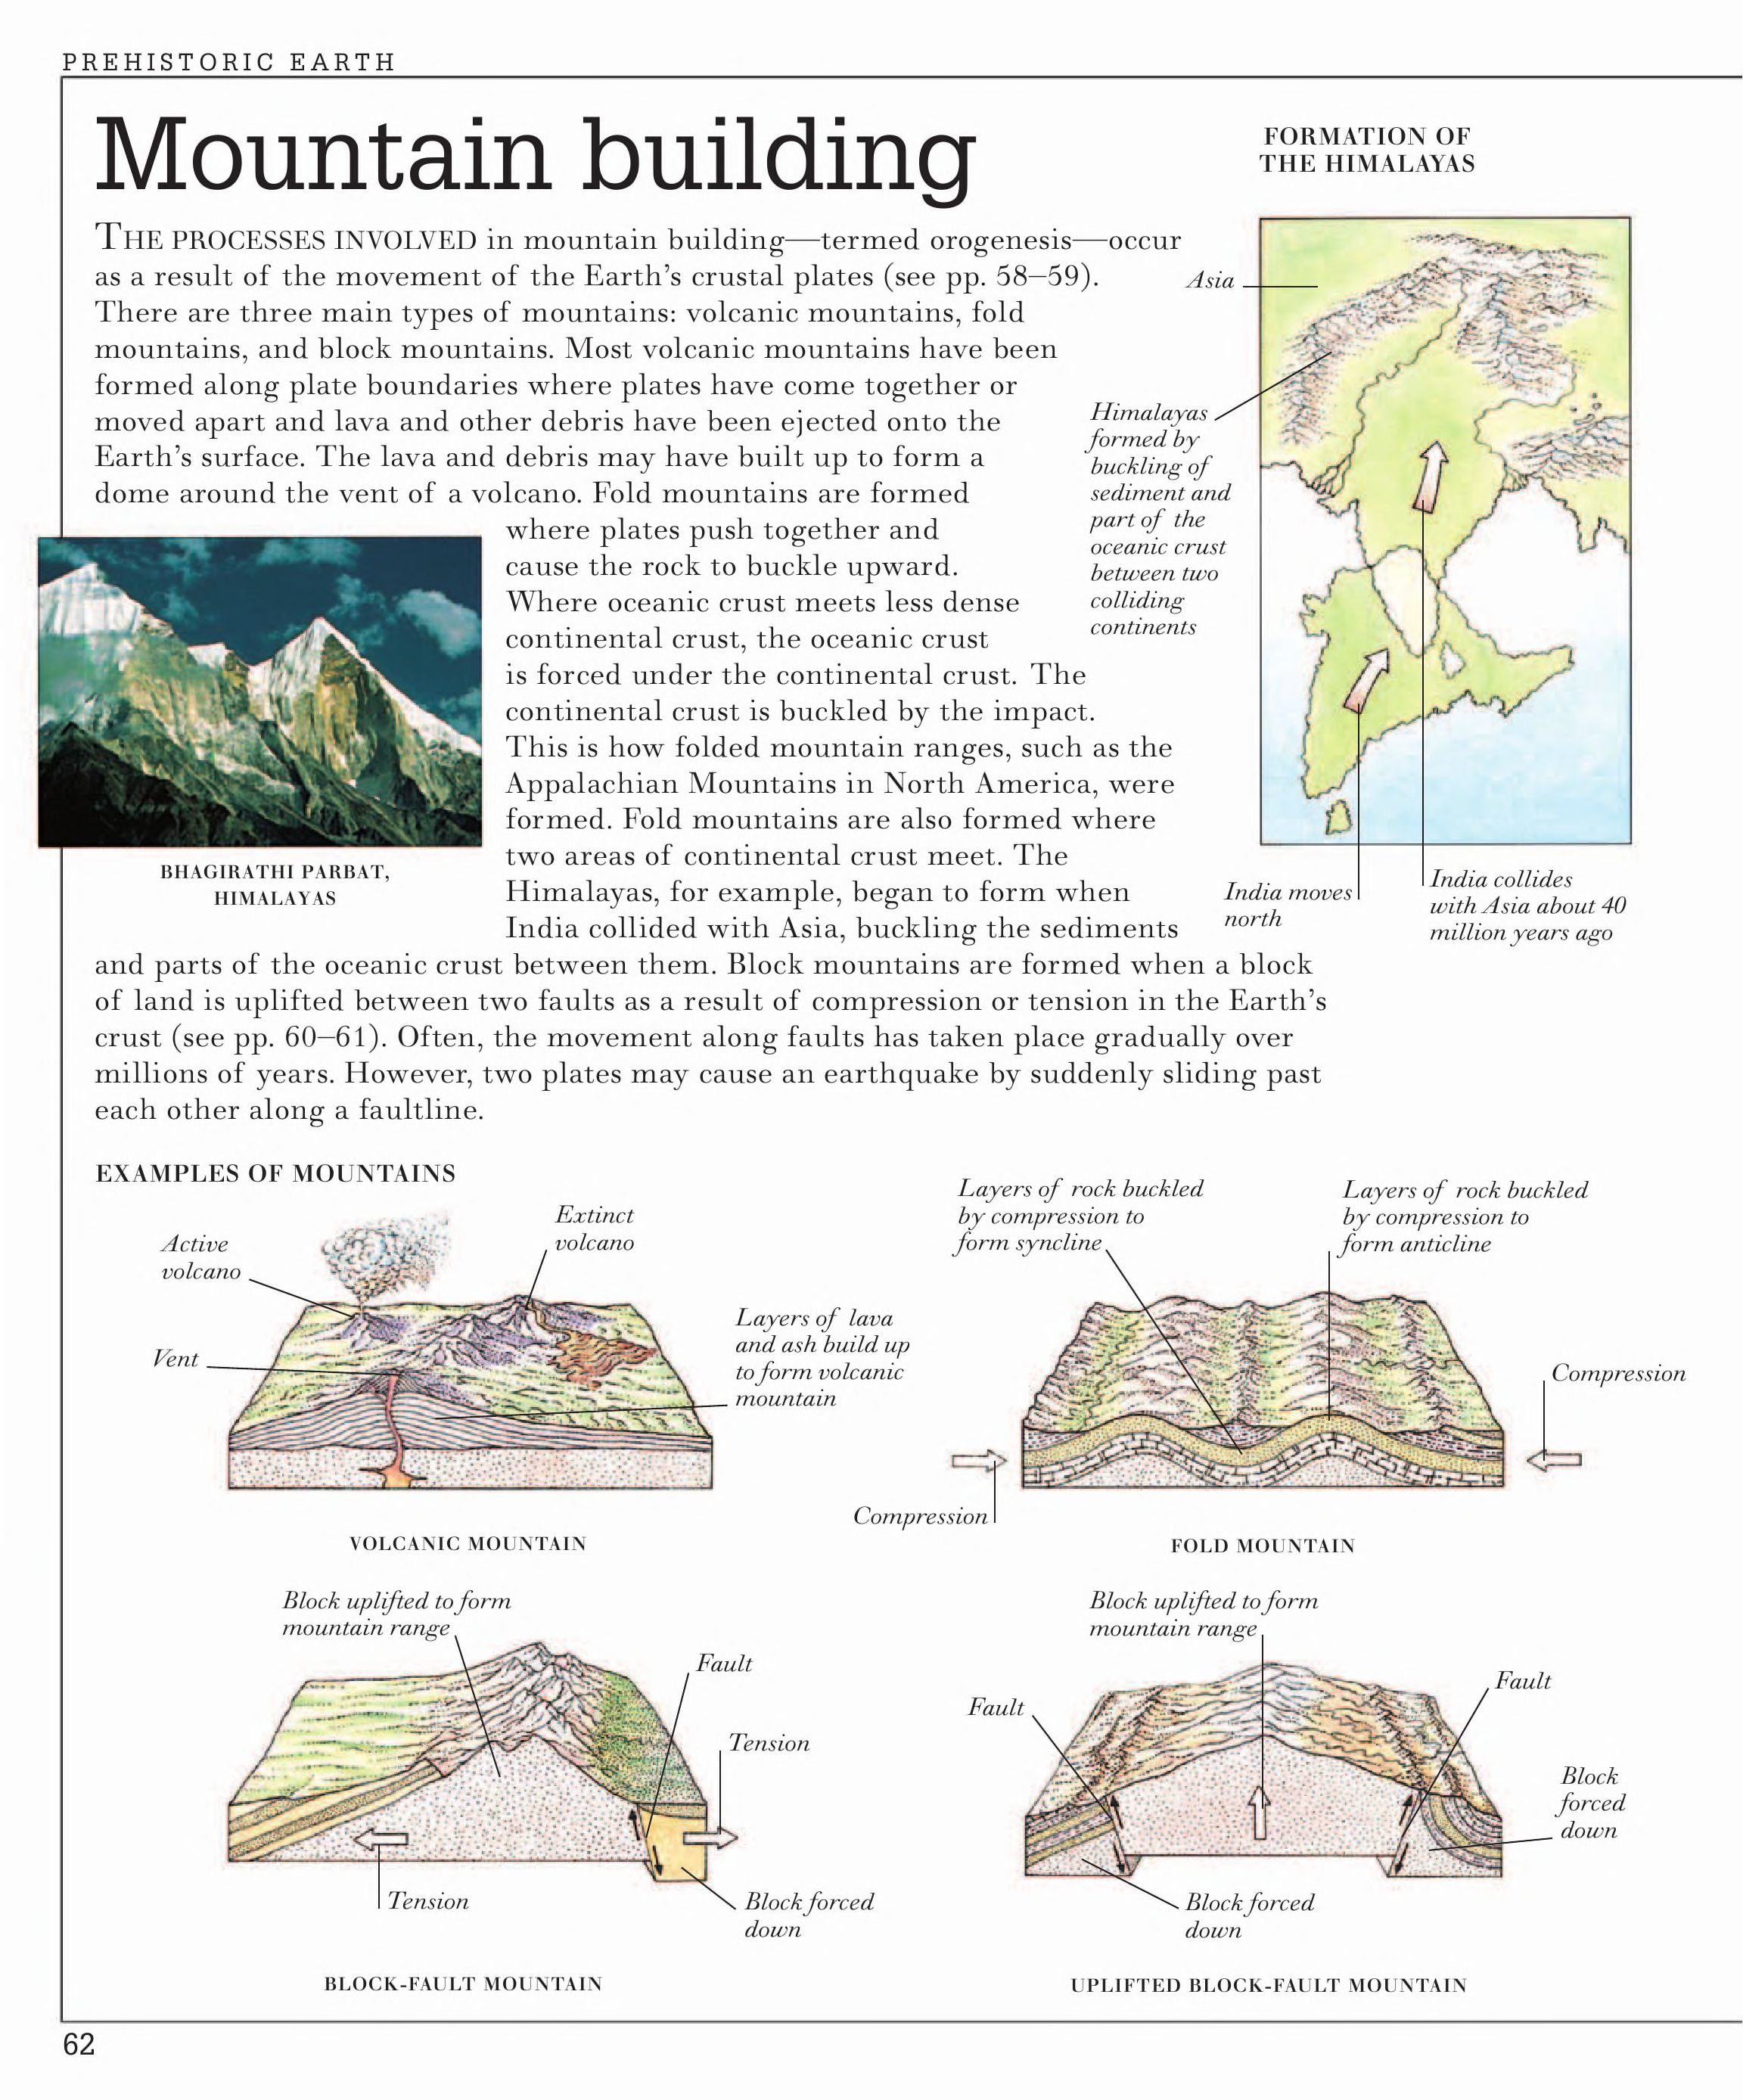 PREHISTORIC EARTH
Mountain building
THE PROCESSES INVOLVED in mountain building—termed orogenesis—occur
as a result of the movement of the Earth's crustal plates (see pp. 58–59).
There are three main types of mountains: volcanic mountains, fold
mountains, and block mountains. Most volcanic mountains have been
formed along plate boundaries where plates have come together or
moved apart and lava and other debris have been ejected onto the
Earth's surface. The lava and debris may have built up to form a
dome around the vent of a volcano. Fold mountains are formed
where plates push together and
cause the rock to buckle upward.
Where oceanic crust meets less dense
continental crust, the oceanic crust
is forced under the continental crust. The
continental crust is buckled by the impact.
This is how folded mountain ranges, such as the
Appalachian Mountains in North America, were
formed. Fold mountains are also formed where
two areas of continental crust meet. The
Himalayas, for example, began to form when
India collided with Asia, buckling the sediments
and parts of the oceanic crust between them. Block mountains are formed when a block
of land is uplifted between two faults as a result of compression or tension in the Earth's
crust (see pp. 60–61). Often, the movement along faults has taken place gradually over
millions of years. However, two plates may cause an earthquake by suddenly sliding past
each other along a faultline.
BHAGIRATHI PARBAT,
HIMALAYAS
FORMATION OF
THE HIMALAYAS
Asia
Himalayas
formed by
buckling of
sediment and
part of the
oceanic crust
between two
colliding
continents
India moves
north
India collides
with Asia about 40
million years ago
EXAMPLES OF MOUNTAINS
Active
volcano
Extinct
volcano
Vent
Layers of lava
and ash build up
to form volcanic
mountain
VOLCANIC MOUNTAIN
Layers of rock buckled
by compression to
form syncline
Layers of rock buckled
by compression to
form anticline
Compression
Compression
FOLD MOUNTAIN
Block uplifted to form
mountain range
Fault
Tension
Tension
Block forced
down
BLOCK-FAULT MOUNTAIN
Block uplifted to form
mountain range
Fault
Fault
Block
forced
down
Block forced
down
UPLIFTED BLOCK-FAULT MOUNTAIN
62